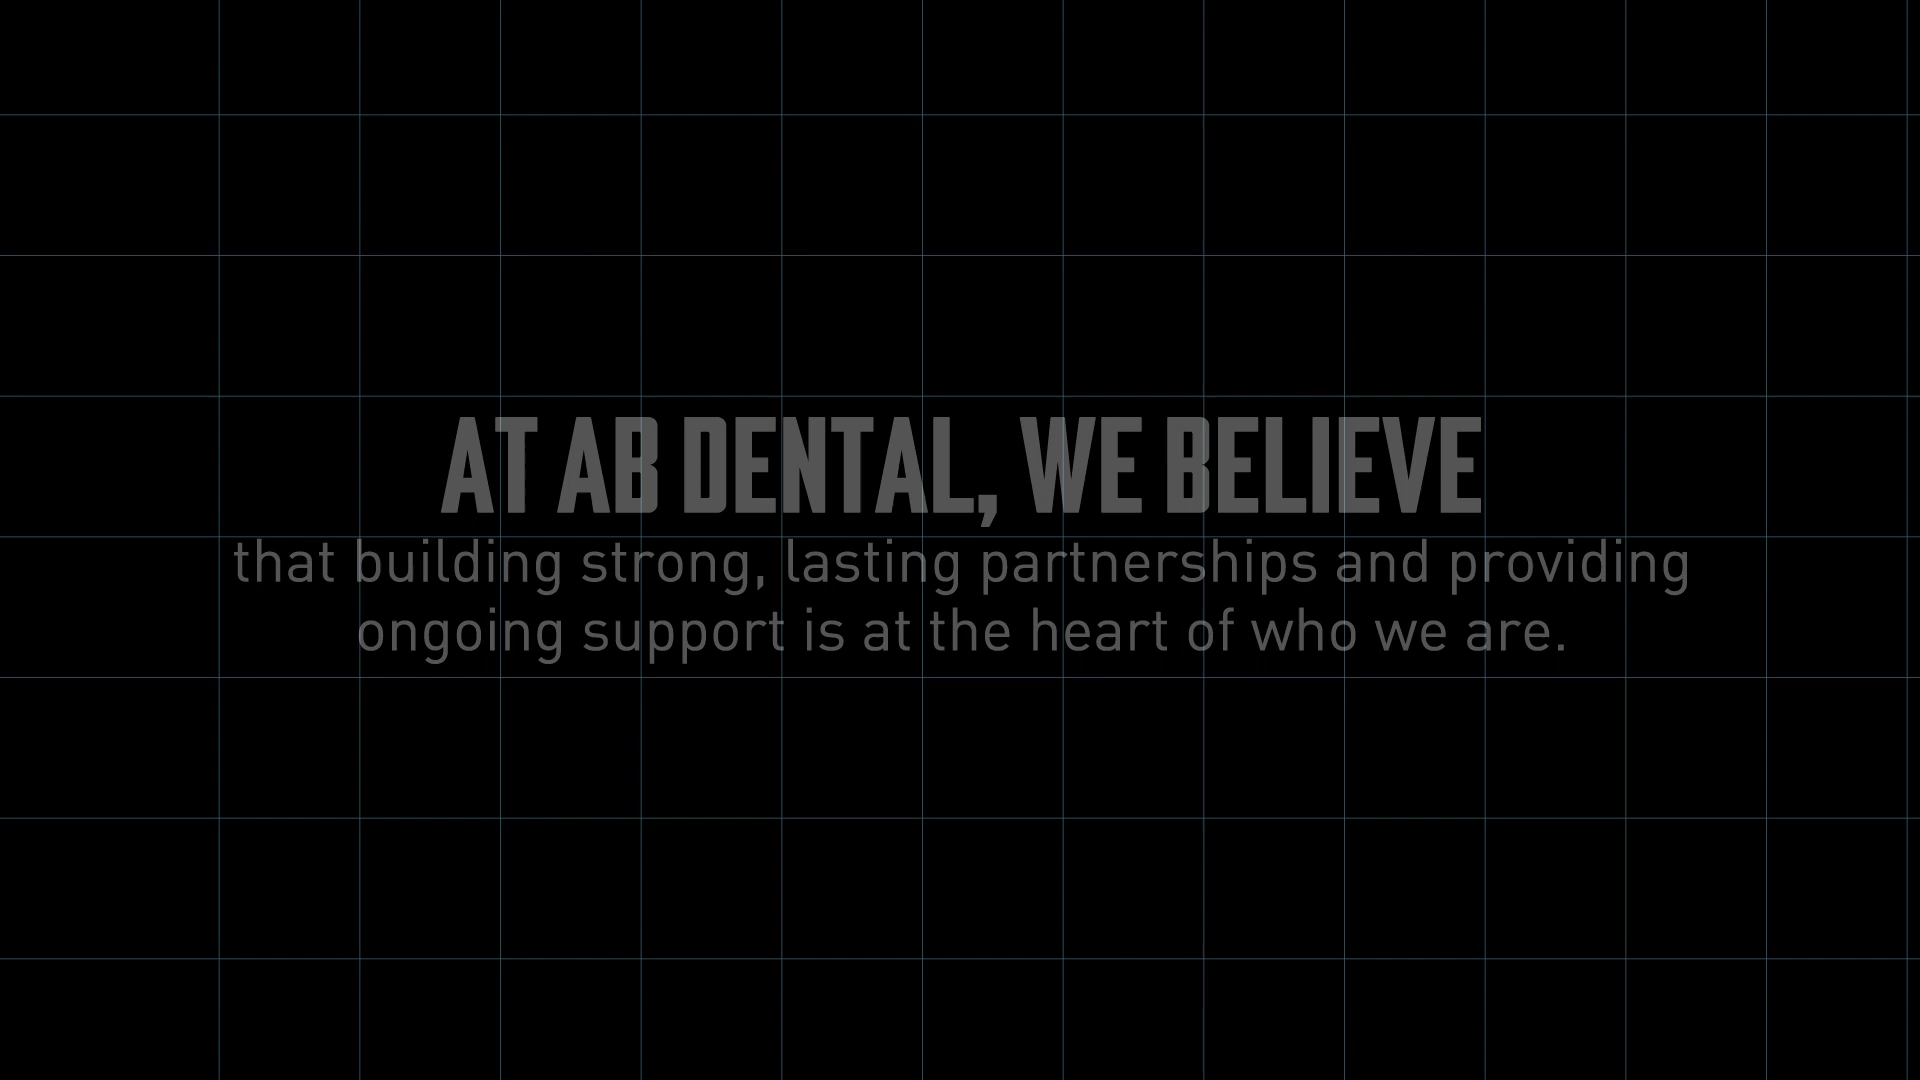 AT AB DENTAL, WE BELIEVE
that building strong, lasting partnerships and providing
ongoing support is at the heart of who we are.